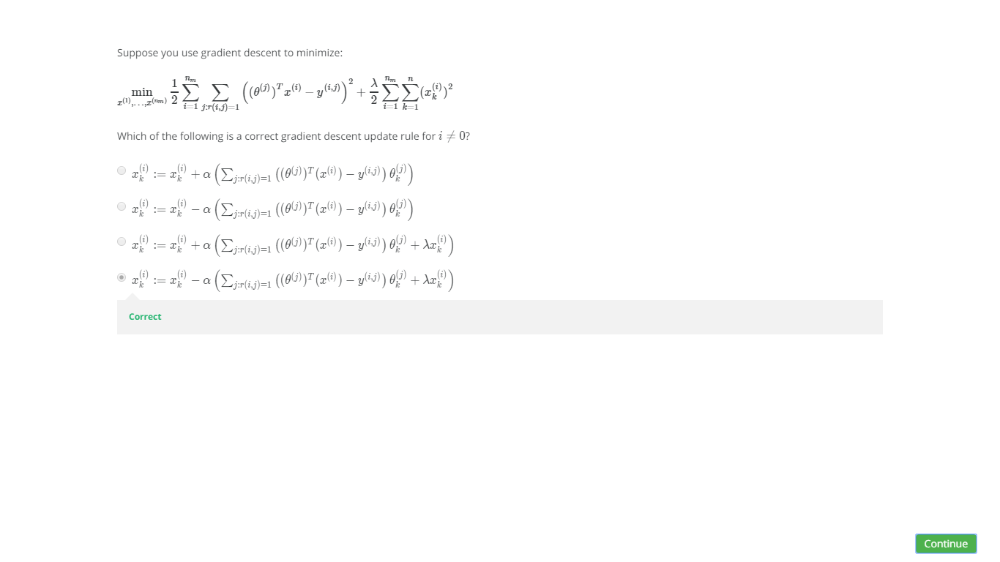 Suppose you use gradient descent to minimize:
$\min_{x^{(1)},\ldots,x^{(n_m)}} \frac{1}{2} \sum_{i=1}^{n_m} \sum_{j:r(i,j)=1} \left( (\theta^{(j)})^T x^{(i)} - y^{(i,j)} \right)^2 + \frac{\lambda}{2} \sum_{i=1}^{n_m} \sum_{k=1}^{n} (x_k^{(i)})^2$
Which of the following is a correct gradient descent update rule for $i \neq 0$?
$x_k^{(i)} := x_k^{(i)} + \alpha \left( \sum_{j:r(i,j)=1} \left( (\theta^{(j)})^T (x^{(i)}) - y^{(i,j)} \right) \theta_k^{(j)} \right)$
$x_k^{(i)} := x_k^{(i)} - \alpha \left( \sum_{j:r(i,j)=1} \left( (\theta^{(j)})^T (x^{(i)}) - y^{(i,j)} \right) \theta_k^{(j)} \right)$
$x_k^{(i)} := x_k^{(i)} + \alpha \left( \sum_{j:r(i,j)=1} \left( (\theta^{(j)})^T (x^{(i)}) - y^{(i,j)} \right) \theta_k^{(j)} + \lambda x_k^{(i)} \right)$
$x_k^{(i)} := x_k^{(i)} - \alpha \left( \sum_{j:r(i,j)=1} \left( (\theta^{(j)})^T (x^{(i)}) - y^{(i,j)} \right) \theta_k^{(j)} + \lambda x_k^{(i)} \right)$
Correct
Continue